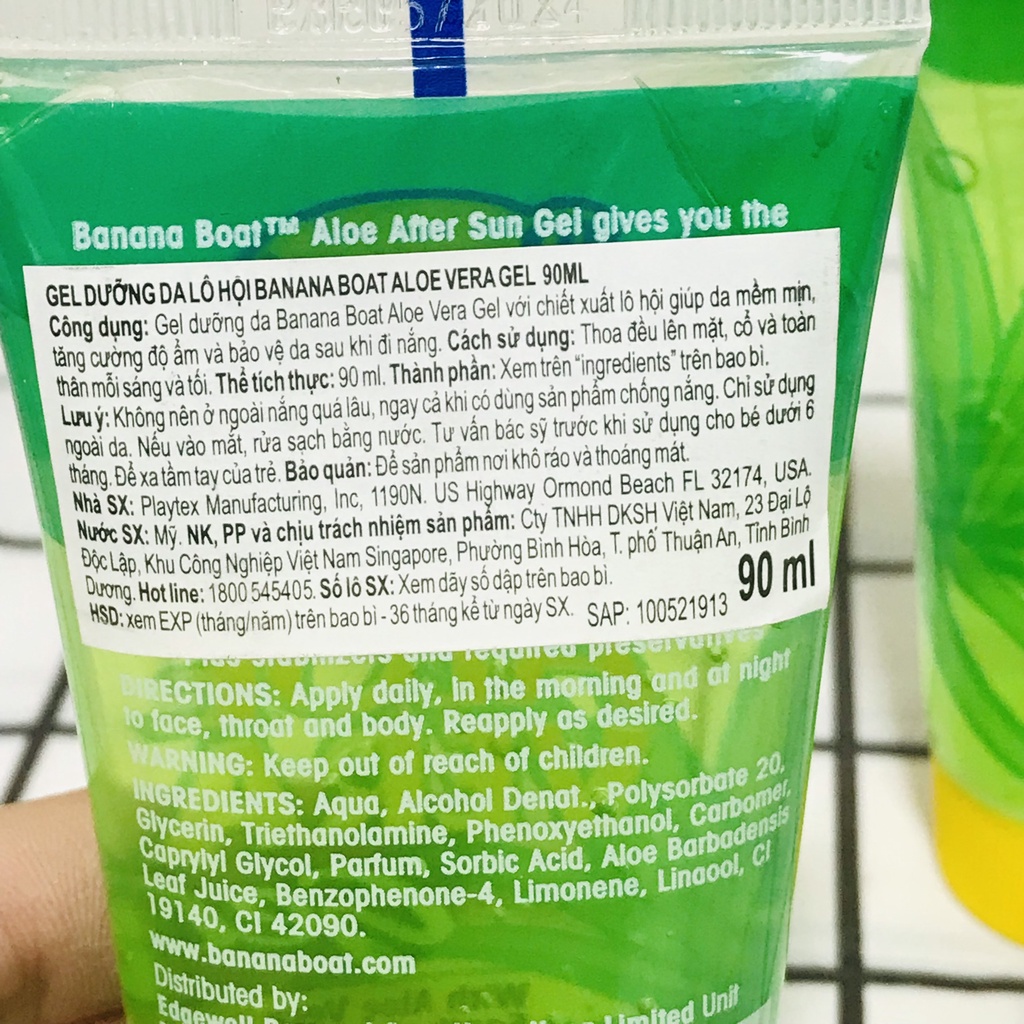 Banana Boat™ Aloe After Sun Gel gives you the
GEL DƯỠNG DA LÔ HỘI BANANA BOAT ALOE VERA GEL 90ML
Công dụng: Gel dưỡng da Banana Boat Aloe Vera Gel với chiết xuất lô hội giúp da mềm mịn,
tăng cường độ ẩm và bảo vệ da sau khi đi nắng. Cách sử dụng: Thoa đều lên mặt, cổ và toàn
thân mỗi sáng và tối. Thể tích thực: 90 ml. Thành phần: Xem trên "ingredients" trên bao bì.
Lưu ý: Không nên ở ngoài nắng quá lâu, ngay cả khi có dùng sản phẩm chống nắng. Chỉ sử dụng
ngoài da. Nếu vào mắt, rửa sạch bằng nước. Tư vấn bác sỹ trước khi sử dụng cho bé dưới 6
tháng. Để xa tầm tay của trẻ. Bảo quản: Để sản phẩm nơi khô ráo và thoáng mát.
Nhà SX: Playtex Manufacturing, Inc, 1190N. US Highway Ormond Beach FL 32174, USA.
Nước SX: Mỹ. NK, PP và chịu trách nhiệm sản phẩm: Cty TNHH DKSH Việt Nam, 23 Đại Lộ
Độc Lập, Khu Công Nghiệp Việt Nam Singapore, Phường Bình Hòa, T. phố Thuận An, Tỉnh Bình
Dương. Hot line: 1800 545405. Số lô SX: Xem dãy số dập trên bao bì.
90 ml
HSD: xem EXP (tháng/năm) trên bao bì - 36 tháng kể từ ngày SX. SAP: 100521913
Plus stabilizers and required preservatives
DIRECTIONS: Apply daily, in the morning and at night
to face, throat and body. Reapply as desired.
WARNING: Keep out of reach of children.
INGREDIENTS: Aqua, Alcohol Denat., Polysorbate 20,
Glycerin, Triethanolamine, Phenoxyethanol, Carbomer,
Caprylyl Glycol, Parfum, Sorbic Acid, Aloe Barbadensis
Leaf Juice, Benzophenone-4, Limonene, Linaool, CI
19140, CI 42090.
www.bananaboat.com
Distributed by:
Edgewell Limited Unit